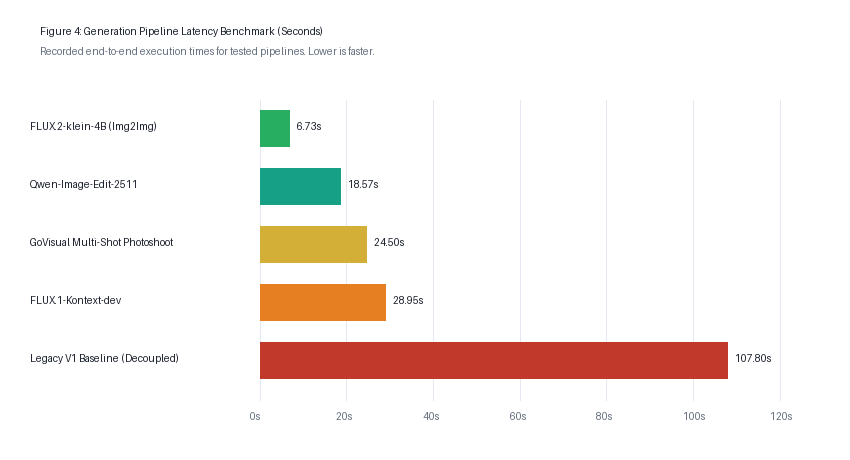 Figure 4: Generation Pipeline Latency Benchmark (Seconds)
Recorded end-to-end execution times for tested pipelines. Lower is faster.
FLUX.2-klein-4B (Img2Img) 6.73s
Qwen-Image-Edit-2511 18.57s
GoVisual Multi-Shot Photoshoot 24.50s
FLUX.1-Kontext-dev 28.95s
Legacy V1 Baseline (Decoupled) 107.80s
0s 20s 40s 60s 80s 100s 120s